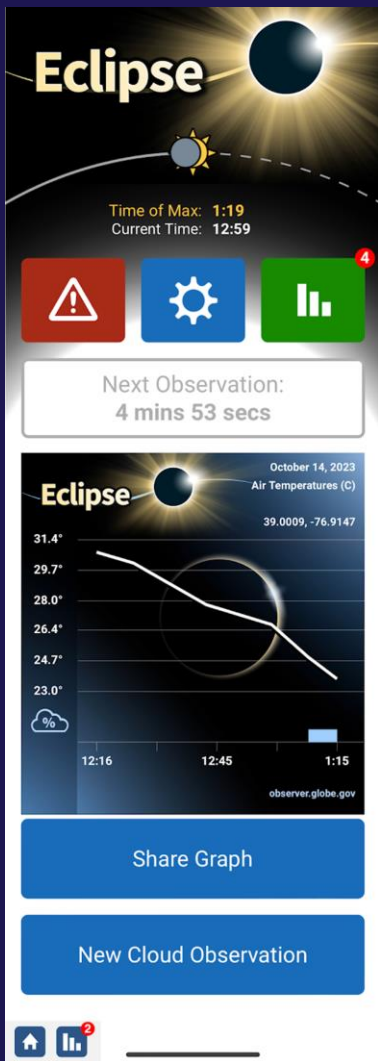 Eclipse
Time of Max: 1:19
Current Time: 12:59
4
Next Observation:
4 mins 53 secs
October 14, 2023
Eclipse
Air Temperatures (C)
39.0009, -76.9147
31.4°
29.7°
28.0°
26.4°
24.7°
23.0°
%
12:16 12:45 1:15
observer.globe.gov
Share Graph
New Cloud Observation
2